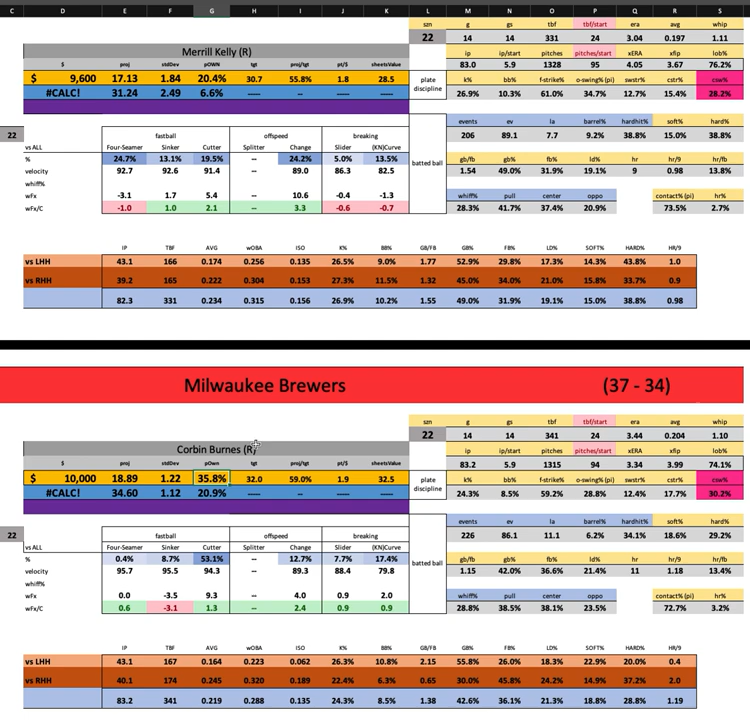 C D E F G H I J K L M N O P Q R S
szn g gs tbf tbf/start era avg whip
22 14 14 331 24 3.04 0.197 1.11
ip ip/start pitches pitches/start xERA xfip lob%
Merrill Kelly (R) 83.0 5.9 1328 95 4.05 3.67 76.2%
$ proj stdDev pOWN tgt proj/tgt pt/$ sheetsValue
$ 9,600 17.13 1.84 20.4% 30.7 55.8% 1.8 28.5 plate discipline k% bb% f-strike% o-swing% (pi) swstr% cstr% csw%
#CALC! 31.24 2.49 6.6% ---- --- ---- ---- 26.9% 10.3% 61.0% 34.7% 12.7% 15.4% 28.2%
events ev la barrel% hardhit% soft% hard%
22 fastball offspeed breaking 206 89.1 7.7 9.2% 38.8% 15.0% 38.8%
vs ALL Four-Seamer Sinker Cutter Splitter Change Slider (KN)Curve
% 24.7% 13.1% 19.5% -- 24.2% 5.0% 13.5% batted ball gb/fb gb% fb% ld% hr hr/9 hr/fb
velocity 92.7 92.6 91.4 -- 89.0 86.3 82.5 1.54 49.0% 31.9% 19.1% 9 0.98 13.8%
whiff%
wFx -3.1 1.7 5.4 10.6 -0.4 -1.3 whiff% pull center oppo contact% (pi) hr%
wFx/C -1.0 1.0 2.1 -- 3.3 -0.6 -0.7 28.3% 41.7% 37.4% 20.9% 73.5% 2.7%
IP TBF AVG wOBA ISO K% BB% GB/FB GB% FB% LD% SOFT% HARD% HR/9
vs LHH 43.1 166 0.174 0.256 0.135 26.5% 9.0% 1.77 52.9% 29.8% 17.3% 14.3% 43.8% 1.0
vs RHH 39.2 165 0.222 0.304 0.153 27.3% 11.5% 1.32 45.0% 34.0% 21.0% 15.8% 33.7% 0.9
82.3 331 0.234 0.315 0.156 26.9% 10.2% 1.55 49.0% 31.9% 19.1% 15.0% 38.8% 0.98
Milwaukee Brewers (37 - 34)
szn g gs tbf tbf/start era avg whip
22 14 14 341 24 3.44 0.204 1.10
ip ip/start pitches pitches/start xERA xfip lob%
Corbin Burnes (R) 83.2 5.9 1315 94 3.34 3.99 74.1%
$ proj stdDev pOwn tgt proj/tgt pt/$ sheetsValue
$ 10,000 18.89 1.22 35.8% 32.0 59.0% 1.9 32.5 plate discipline k% bb% f-strike% o-swing% (pi) swstr% cstr% csw%
#CALC! 34.60 1.12 20.9% ---- --- ---- ---- 24.3% 8.5% 59.2% 28.8% 12.4% 17.7% 30.2%
events ev la barrel% hardhit% soft% hard%
22 fastball offspeed breaking 226 86.1 11.1 6.2% 34.1% 18.6% 29.2%
vs ALL Four-Seamer Sinker Cutter Splitter Change Slider (KN)Curve
% 0.4% 8.7% 53.1% -- 12.7% 7.7% 17.4% batted ball gb/fb gb% fb% ld% hr hr/9 hr/fb
velocity 95.7 95.5 94.3 -- 89.3 88.4 79.8 1.15 42.0% 36.6% 21.4% 11 1.18 13.4%
whiff%
wFx 0.0 -3.5 9.3 4.0 0.9 2.0 whiff% pull center oppo contact% (pi) hr%
wFx/C 0.6 -3.1 1.3 -- 2.4 0.9 0.9 28.8% 38.5% 38.1% 23.5% 72.7% 3.2%
IP TBF AVG wOBA ISO K% BB% GB/FB GB% FB% LD% SOFT% HARD% HR/9
vs LHH 43.1 167 0.164 0.223 0.062 26.3% 10.8% 2.15 55.8% 26.0% 18.3% 22.9% 20.0% 0.4
vs RHH 40.1 174 0.245 0.320 0.189 22.4% 6.3% 0.65 30.0% 45.8% 24.2% 14.9% 37.2% 2.0
83.2 341 0.219 0.288 0.135 24.3% 8.5% 1.38 42.6% 36.1% 21.3% 18.8% 28.8% 1.19